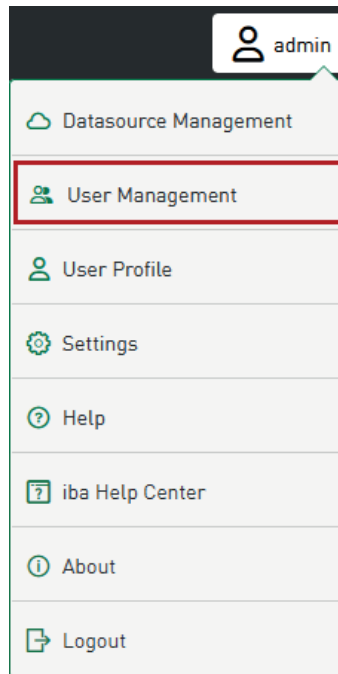 admin
Datasource Management
User Management
User Profile
Settings
Help
iba Help Center
About
Logout